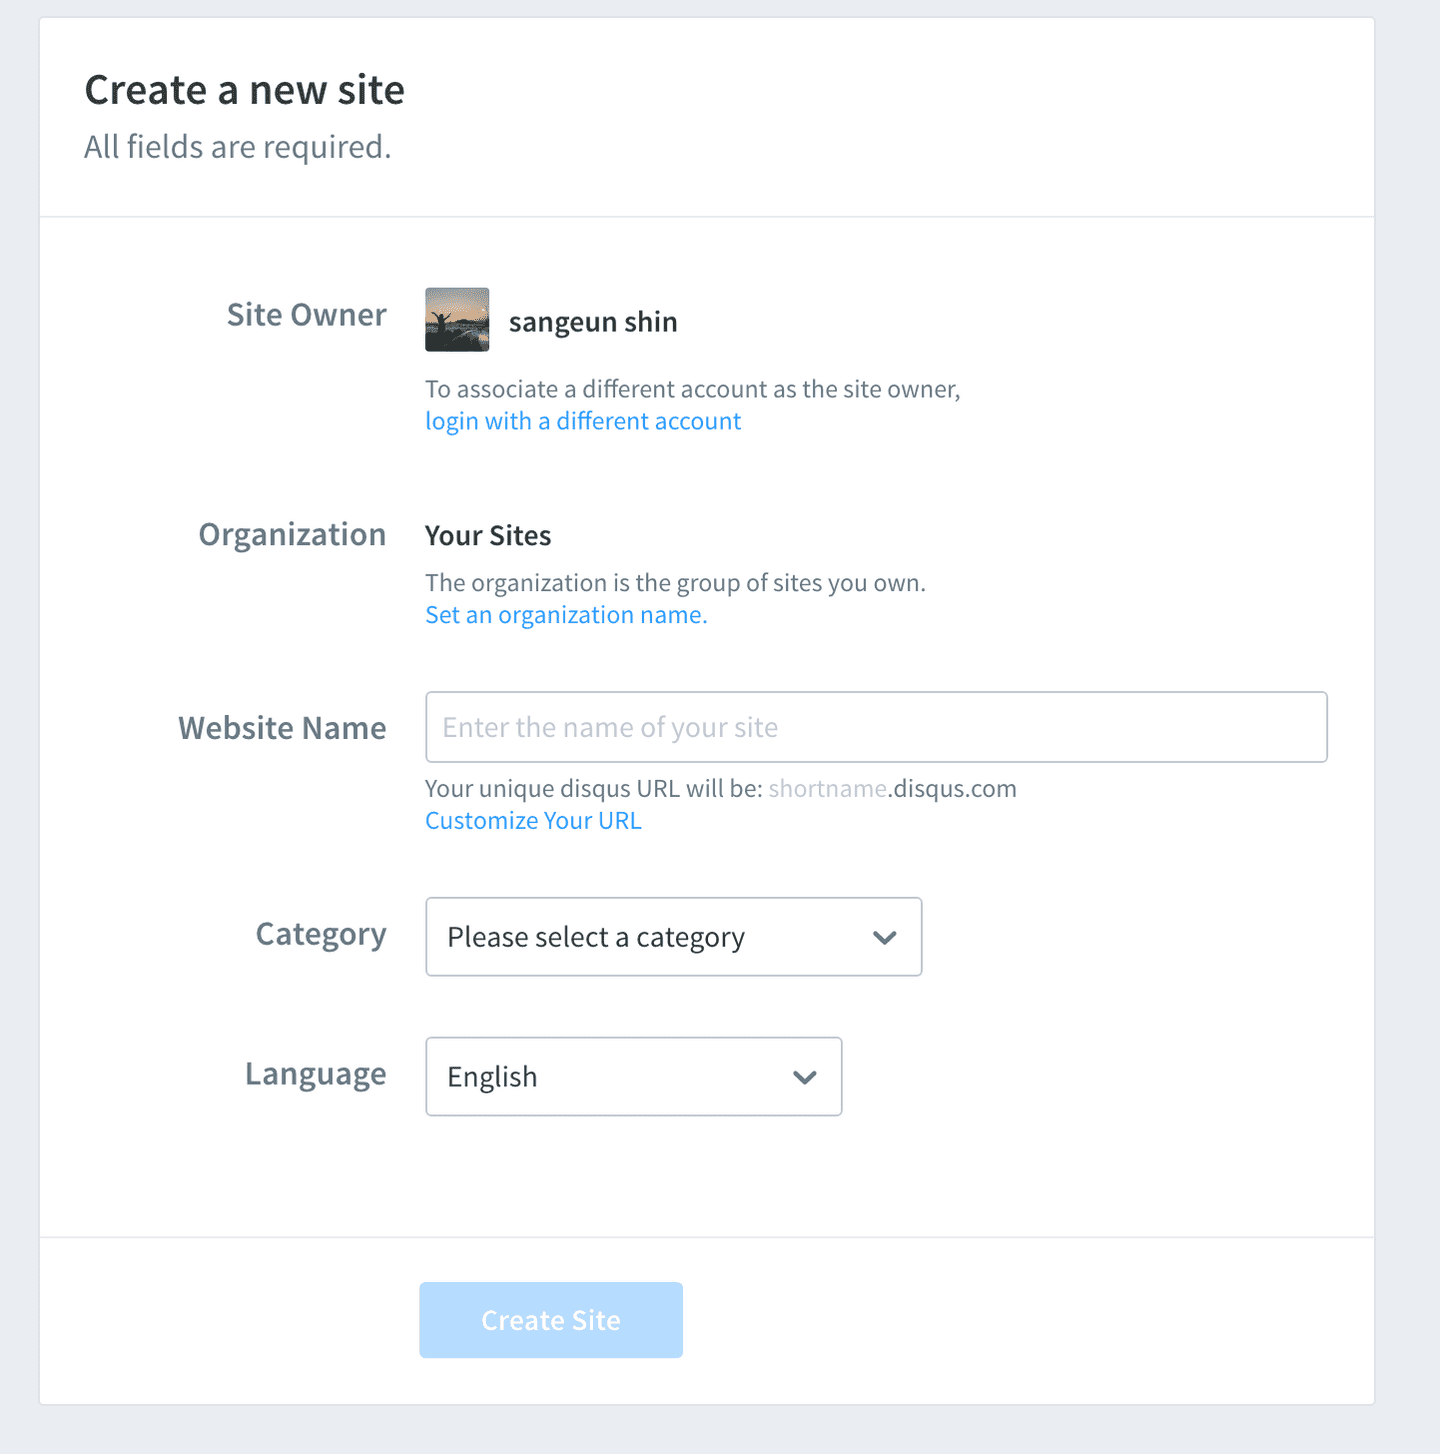 Create a new site
All fields are required.
Site Owner
sangeun shin
To associate a different account as the site owner,
login with a different account
Organization
Your Sites
The organization is the group of sites you own.
Set an organization name.
Website Name
Enter the name of your site
Your unique disqus URL will be: shortname.disqus.com
Customize Your URL
Category
Please select a category
Language
English
Create Site